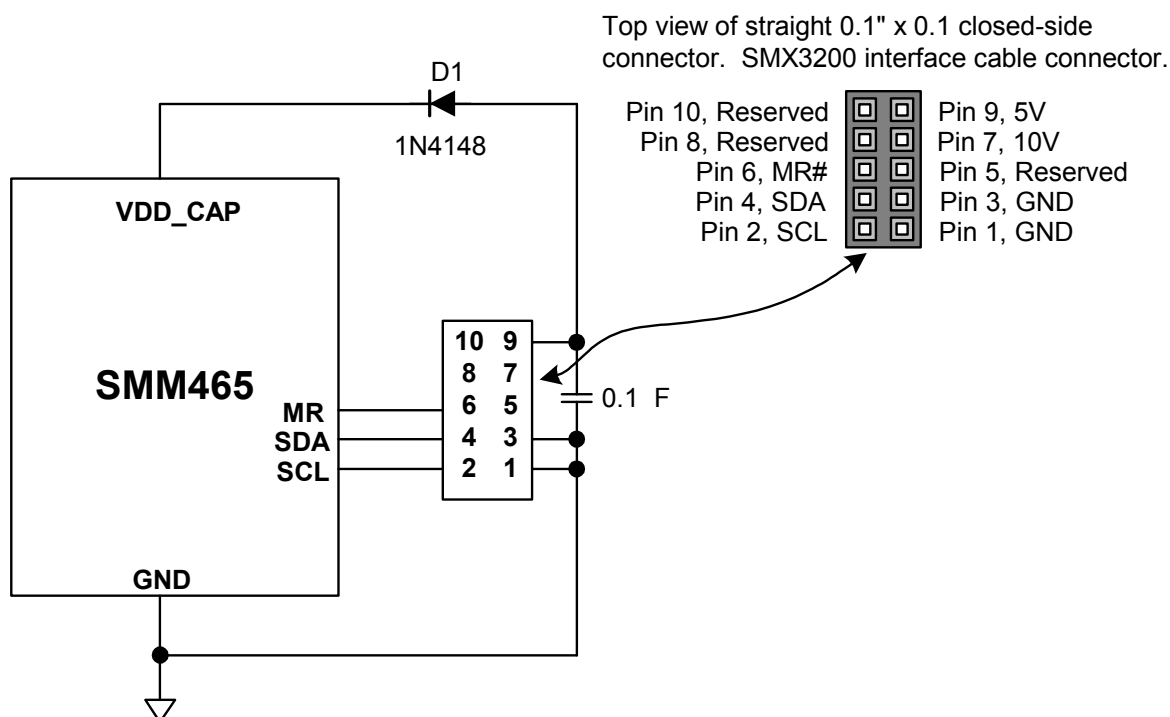 Top view of straight 0.1" x 0.1 closed-side
connector. SMX3200 interface cable connector.
D1
1N4148
Pin 10, Reserved
Pin 9, 5V
Pin 8, Reserved
Pin 7, 10V
Pin 6, MR#
Pin 5, Reserved
Pin 4, SDA
Pin 3, GND
Pin 2, SCL
Pin 1, GND
VDD_CAP
SMM465
MR
SDA
SCL
GND
10 9
8 7
6 5
4 3
2 1
0.1 F